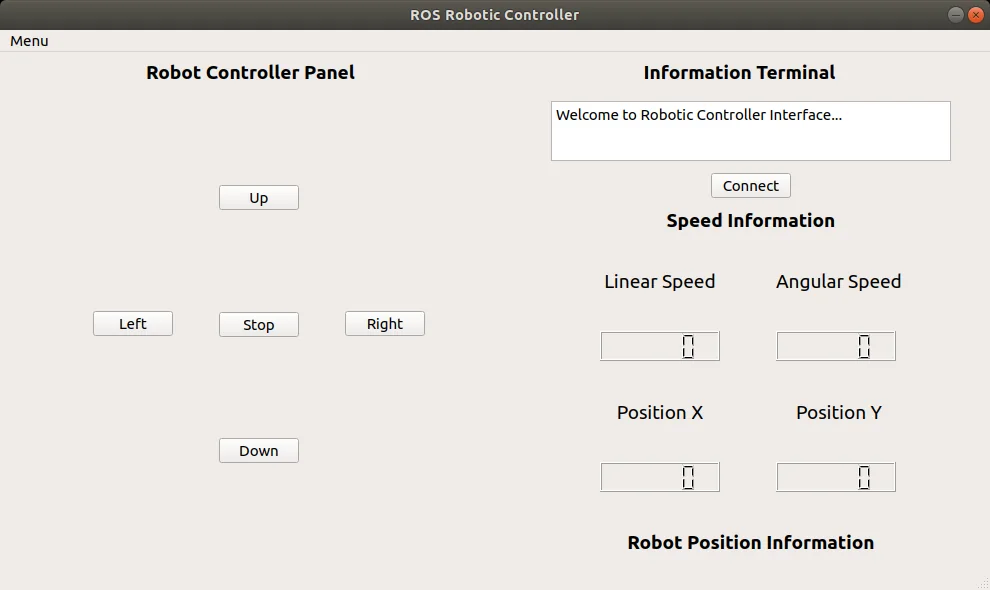 ROS Robotic Controller
Menu
Robot Controller Panel
Up
Left
Stop
Right
Down
Information Terminal
Welcome to Robotic Controller Interface...
Connect
Speed Information
Linear Speed
Angular Speed
0
0
Position X
Position Y
0
0
Robot Position Information